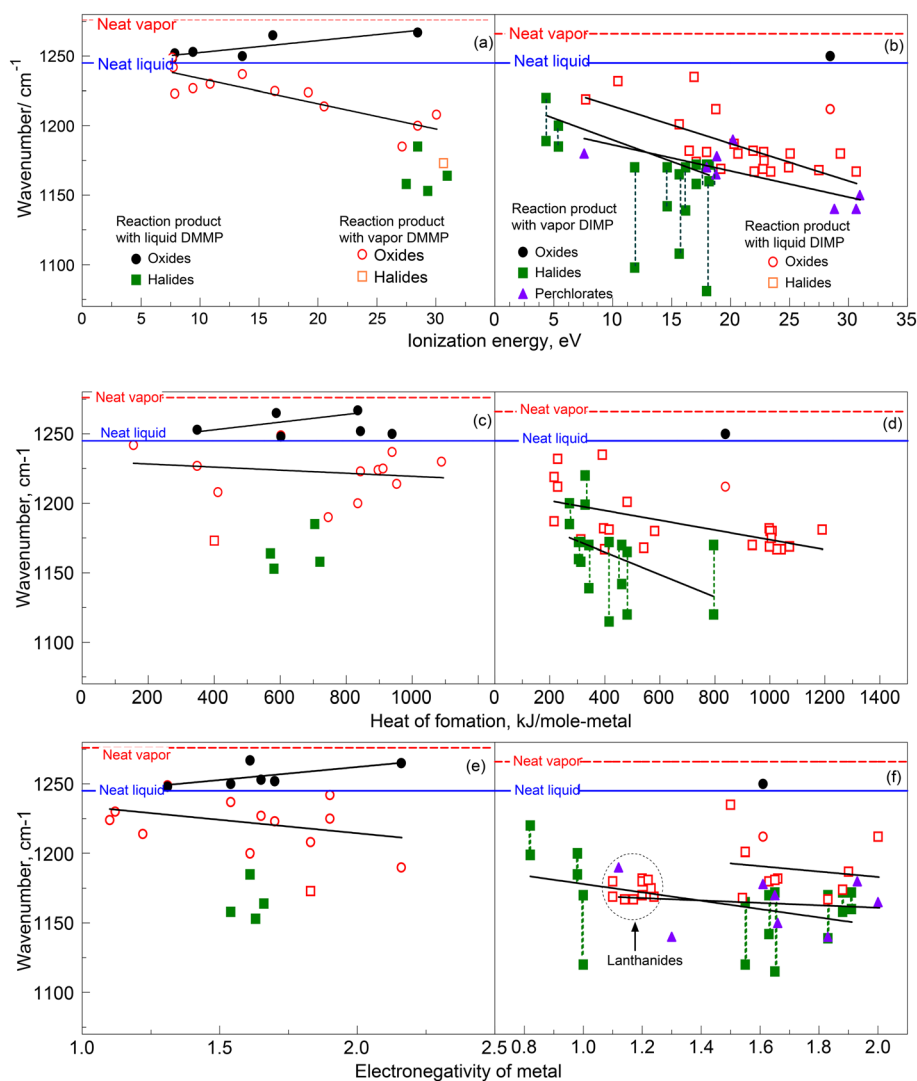 Neat vapor
(a)
Neat liquid
1250
1200
1150
1100
Wavenumber/ cm-1
Reaction product
with liquid DMMP
Oxides
Halides
Reaction product
with vapor DMMP
Oxides
Halides
0 5 10 15 20 25 30
Neat vapor
(b)
Neat liquid
Reaction product
with vapor DIMP
Oxides
Halides
Perchlorates
Reaction product
with liquid DIMP
Oxides
Halides
0 5 10 15 20 25 30 35
Ionization energy, eV
Neat vapor
(c)
Neat liquid
1250
1200
1150
1100
Wavenumber, cm-1
0 200 400 600 800 1000
Neat vapor
(d)
Neat liquid
0 200 400 600 800 1000 1200 1400
Heat of fomation, kJ/mole-metal
Neat vapor
(e)
Neat liquid
1250
1200
1150
1100
Wavenumber, cm-1
1.0 1.5 2.0 2.5
Neat vapor
(f)
Neat liquid
Lanthanides
0.8 1.0 1.2 1.4 1.6 1.8 2.0
Electronegativity of metal